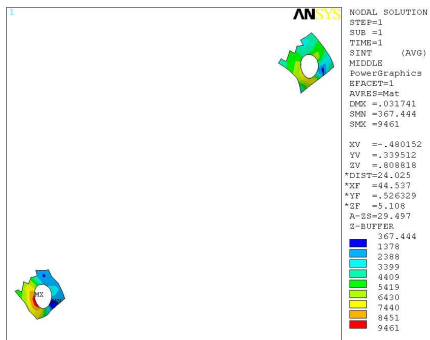 1
ANSYS
NODAL SOLUTION
STEP=1
SUB =1
TIME=1
SINT (AVG)
MIDDLE
PowerGraphics
EFACET=1
AVRES=Mat
DMX =.031741
SMN =367.444
SMX =9461
XV =-.480152
YV =.339512
ZV =.808818
*DIST=24.025
*XF =44.537
*YF =.526329
*ZF =5.108
A-ZS=29.497
Z-BUFFER
367.444
1378
2388
3399
4409
5419
6430
7440
8451
9461
MX